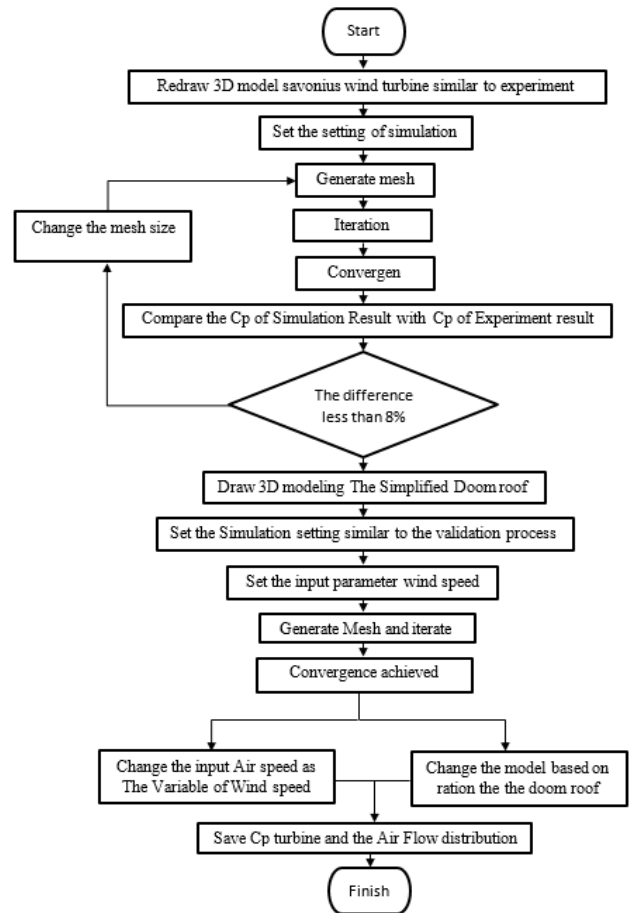 Start
Redraw 3D model savonius wind turbine similar to experiment
Set the setting of simulation
Generate mesh
Change the mesh size
Iteration
Convergen
Compare the Cp of Simulation Result with Cp of Experiment result
The difference
less than 8%
Draw 3D modeling The Simplified Doom roof
Set the Simulation setting similar to the validation process
Set the input parameter wind speed
Generate Mesh and iterate
Convergence achieved
Change the input Air speed as
The Variable of Wind speed
Change the model based on
ration the the doom roof
Save Cp turbine and the Air Flow distribution
Finish